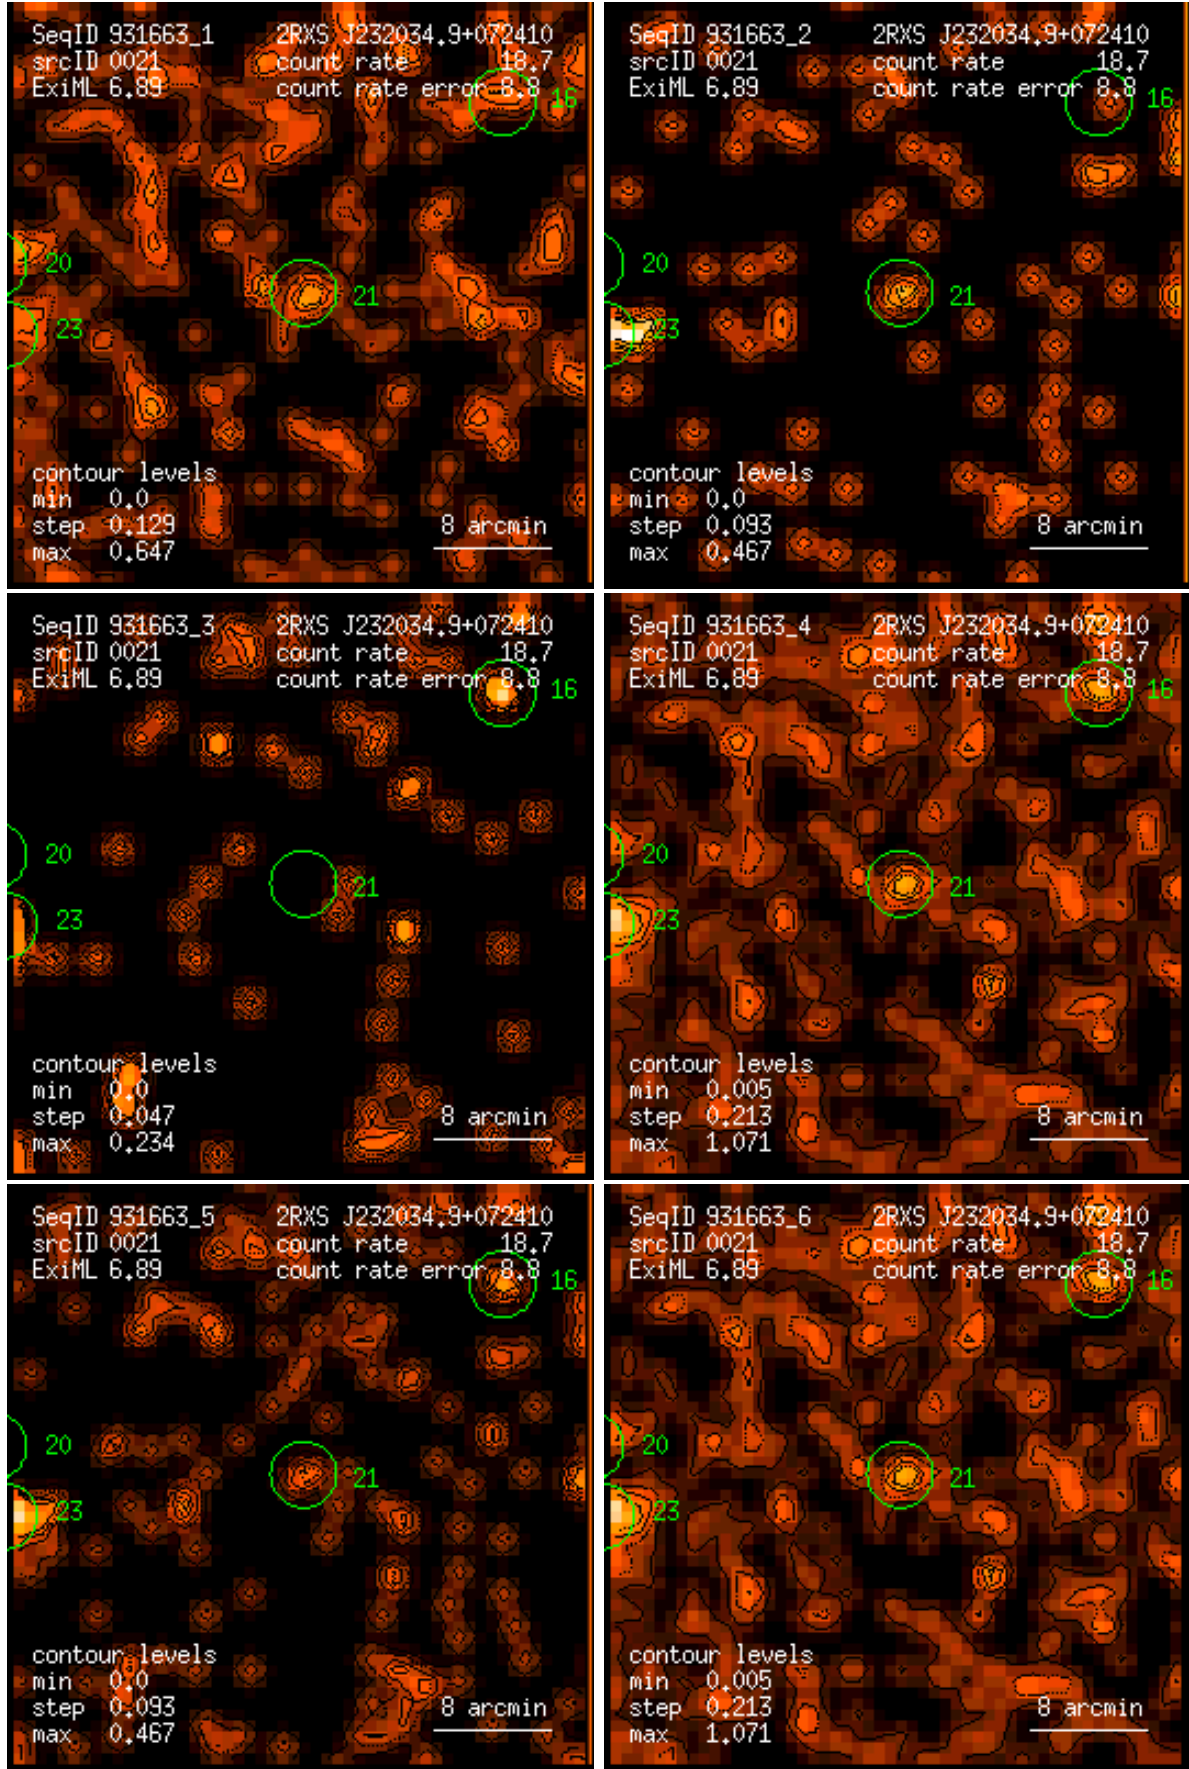 SeqID 931663_1 2RXS J232034.9+072410
srcID 0021 count rate 18.7
ExiML 6.89 count rate error 8.8
16
20
21
23
contour levels
min 0.0
step 0.129
max 0.647
8 arcmin
SeqID 931663_2 2RXS J232034.9+072410
srcID 0021 count rate 18.7
ExiML 6.89 count rate error 8.8
16
20
21
23
contour levels
min 0.0
step 0.093
max 0.467
8 arcmin
SeqID 931663_3 2RXS J232034.9+072410
srcID 0021 count rate 18.7
ExiML 6.89 count rate error 8.8
16
20
21
23
contour levels
min 0.0
step 0.047
max 0.234
8 arcmin
SeqID 931663_4 2RXS J232034.9+072410
srcID 0021 count rate 18.7
ExiML 6.89 count rate error 8.8
16
20
21
23
contour levels
min 0.005
step 0.213
max 1.071
8 arcmin
SeqID 931663_5 2RXS J232034.9+072410
srcID 0021 count rate 18.7
ExiML 6.89 count rate error 8.8
16
20
21
23
contour levels
min 0.0
step 0.093
max 0.467
8 arcmin
SeqID 931663_6 2RXS J232034.9+072410
srcID 0021 count rate 18.7
ExiML 6.89 count rate error 8.8
16
20
21
23
contour levels
min 0.005
step 0.213
max 1.071
8 arcmin